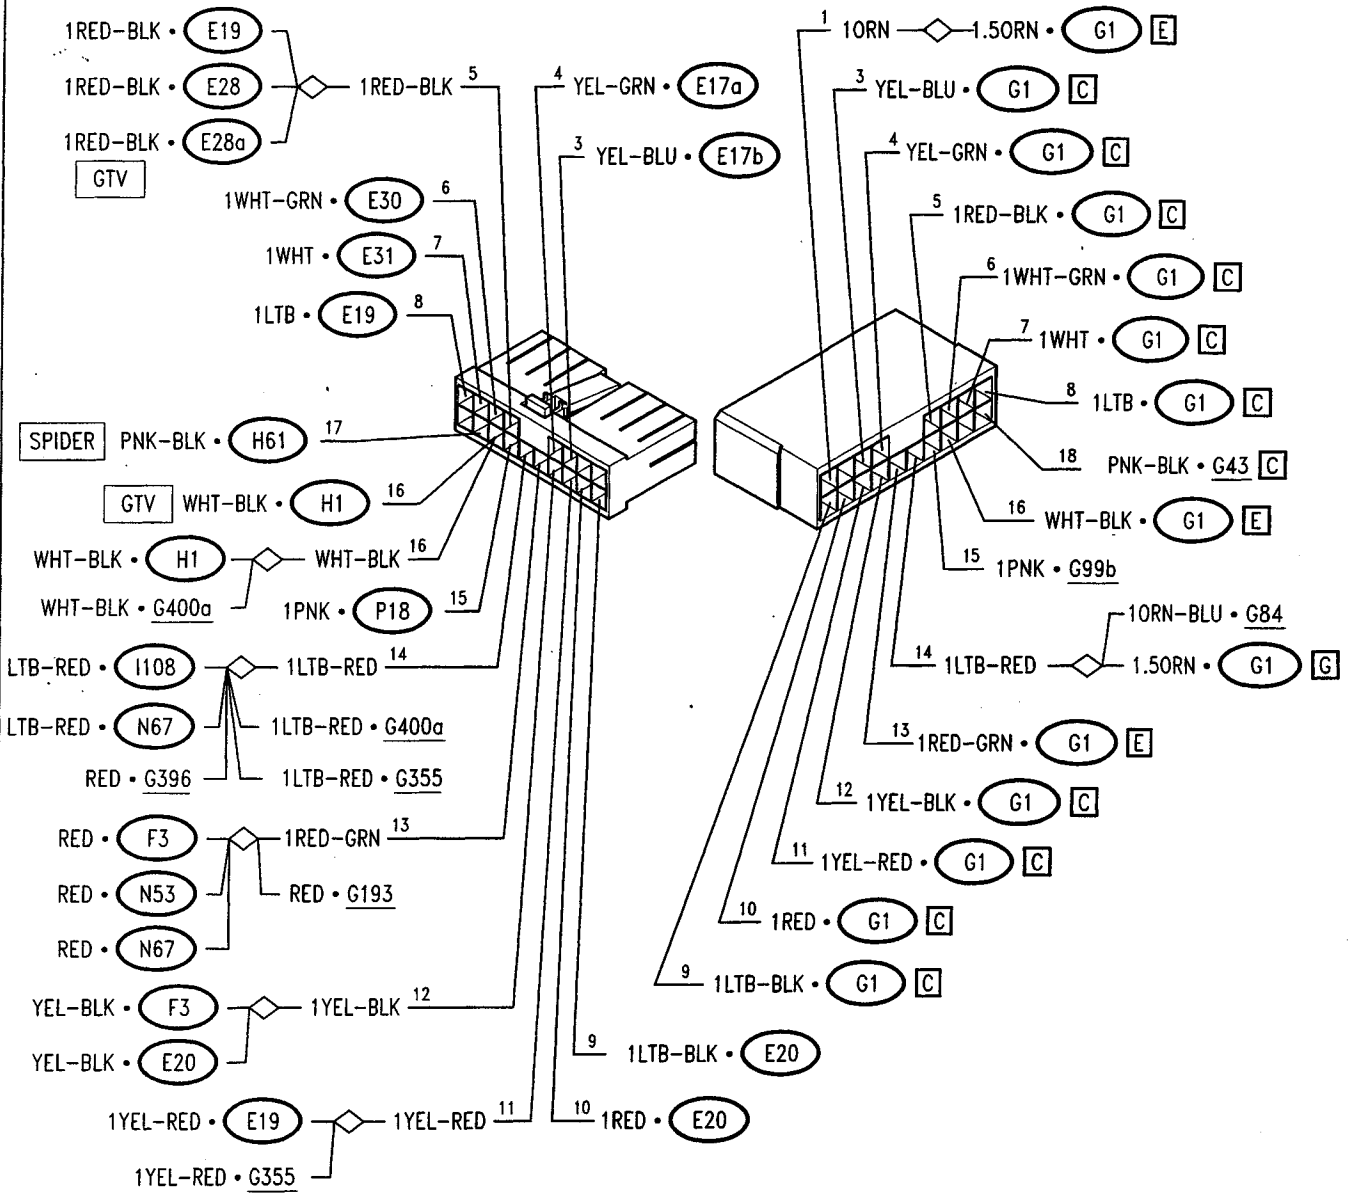 1RED-BLK • E19
1RED-BLK • E28
1RED-BLK 5
1RED-BLK • E28a
GTV
4 YEL-GRN • E17a
3 YEL-BLU • E17b
1WHT-GRN • E30 6
1WHT • E31 7
1LTB • E19 8
SPIDER PNK-BLK • H61 17
GTV WHT-BLK • H1 16
WHT-BLK • H1
WHT-BLK 16
WHT-BLK • G400a
1PNK • P18 15
LTB-RED • I108
1LTB-RED 14
LTB-RED • N67
1LTB-RED • G400a
RED • G396
1LTB-RED • G355
RED • F3
1RED-GRN 13
RED • N53
RED • G193
RED • N67
YEL-BLK • F3
1YEL-BLK 12
YEL-BLK • E20
1YEL-RED • E19
1YEL-RED 11
1YEL-RED • G355
9 1LTB-BLK • E20
10 1RED • E20
1 1ORN 1.5ORN • G1 E
3 YEL-BLU • G1 C
4 YEL-GRN • G1 C
5 1RED-BLK • G1 C
6 1WHT-GRN • G1 C
7 1WHT • G1 C
8 1LTB • G1 C
18 PNK-BLK • G43 C
16 WHT-BLK • G1 E
15 1PNK • G99b
1ORN-BLU • G84
14 1LTB-RED 1.5ORN • G1 G
13 1RED-GRN • G1 E
12 1YEL-BLK • G1 C
11 1YEL-RED • G1 C
10 1RED • G1 C
9 1LTB-BLK • G1 C